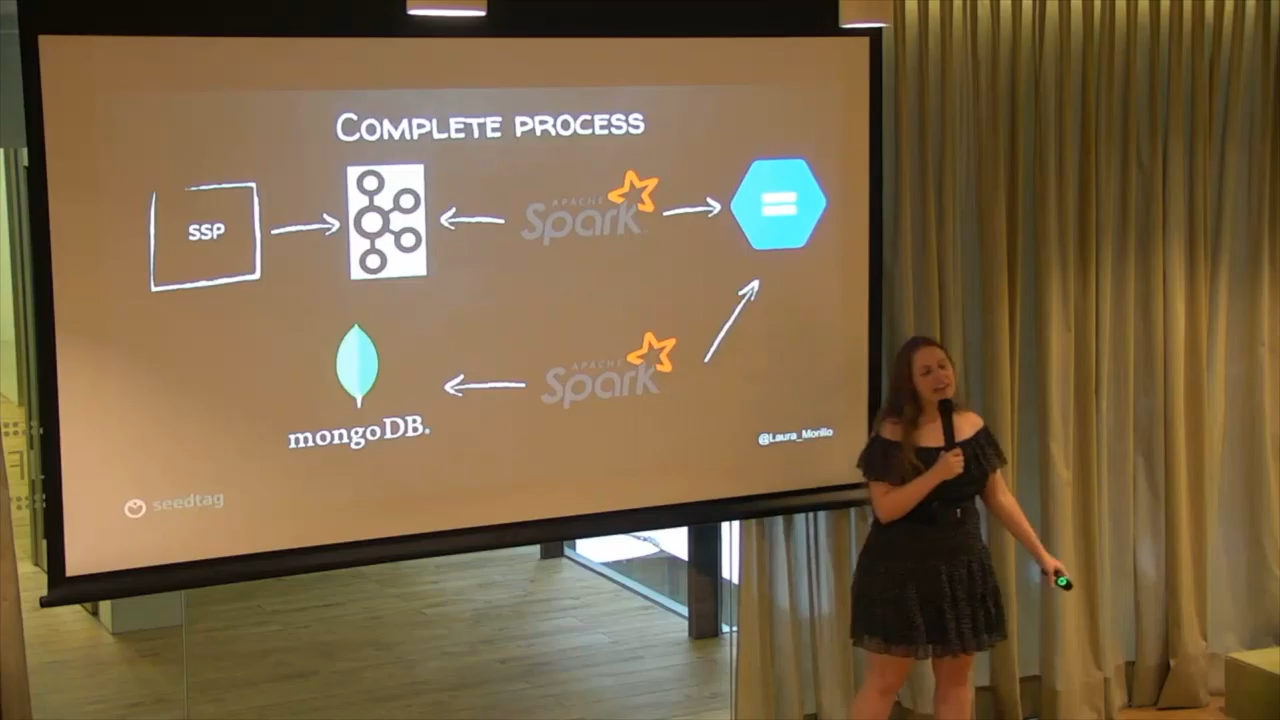 COMPLETE PROCESS
SSP
APACHE
Spark
APACHE
Spark
mongoDB.
@Laura_Morillo
seedtag